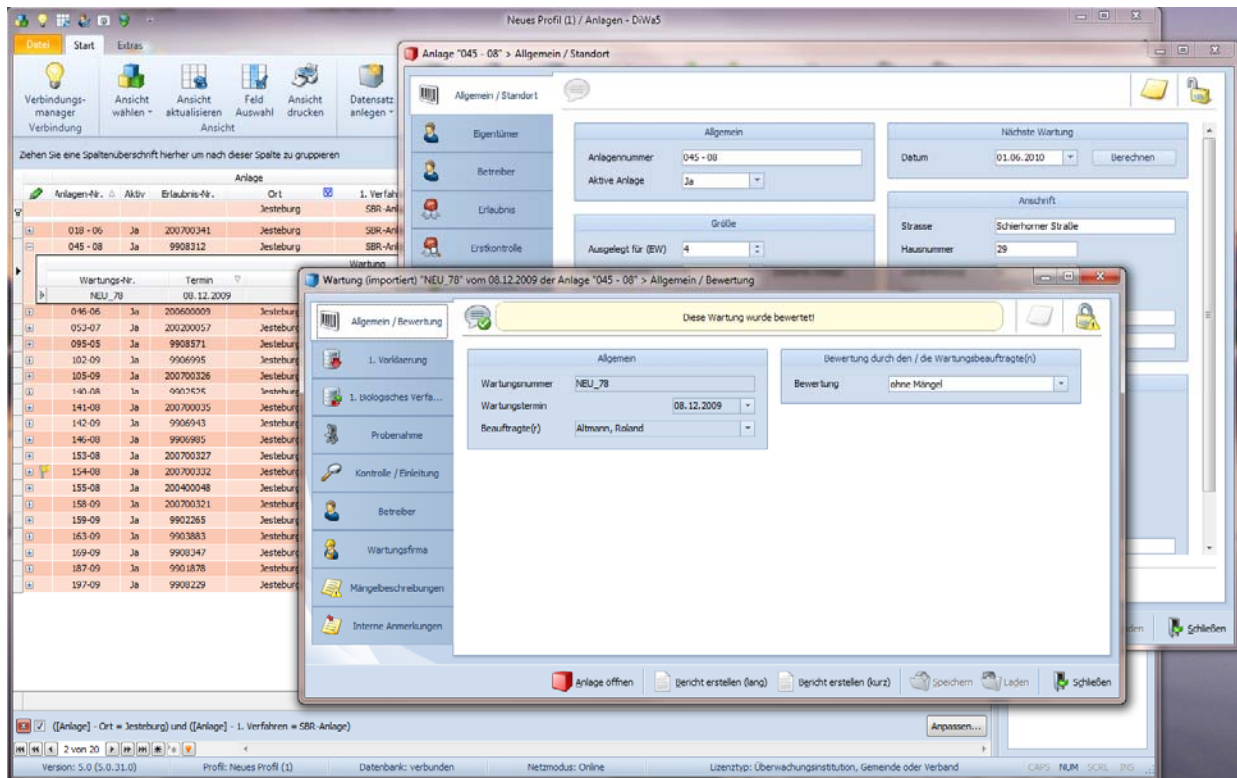 Neues Profil (1) / Anlagen - DiWa5
Datei Start Extras
Verbindungs-manager
Ansicht wählen
Ansicht aktualisieren
Feld Auswahl
Ansicht drucken
Datensatz anlegen
Verbindung
Ansicht
Ziehen Sie eine Spaltenüberschrift hierher um nach dieser Spalte zu gruppieren
Anlage
Anlagen-Nr. Aktiv Erlaubnis-Nr. Ort
Jesteburg
018 - 06 Ja 200700341 Jesteburg
045 - 08 Ja 9908312 Jesteburg
Wartung
Wartungs-Nr. Termin
NEU_78 08.12.2009
046-06 Ja 200600009
053-07 Ja 200200057
095-05 Ja 9908571
102-09 Ja 9906995
105-09 Ja 200700326
140-08 Ja 9902525
141-08 Ja 200700035
142-09 Ja 9906943
146-08 Ja 9906985
153-08 Ja 200700327
154-08 Ja 200700332
155-08 Ja 200400048
158-09 Ja 200700321
159-09 Ja 9902265
163-09 Ja 9903883
169-09 Ja 9908347
187-09 Ja 9901878
197-09 Ja 9908229
([Anlage] - Ort = Jesteburg) und ([Anlage] - 1. Verfahren = SBR-Anlage)
Anpassen...
2 von 20
Version: 5.0 (5.0.31.0) Profil: Neues Profil (1) Datenbank: verbunden Netzmodus: Online Lizenztyp: Überwachungsinstitution, Gemeinde oder Verband CAPS NUM SCRL INS
Anlage "045 - 08" > Allgemein / Standort
Allgemein / Standort
Eigentümer
Betreiber
Erlaubnis
Erstkontrolle
Allgemein
Anlagennummer 045 - 08
Aktive Anlage Ja
Größe
Ausgelegt für (EW) 4
Nächste Wartung
Datum 01.06.2010 Berechnen
Anschrift
Strasse Schierhorner Straße
Hausnummer 29
Schließen
Wartung (importiert) "NEU_78" vom 08.12.2009 der Anlage "045 - 08" > Allgemein / Bewertung
Allgemein / Bewertung
1. Vorklaerung
1. Biologisches Verfa...
Probenahme
Kontrolle / Einleitung
Betreiber
Wartungsfirma
Mängelbeschreibungen
Interne Anmerkungen
Diese Wartung wurde bewertet!
Allgemein
Wartungsnummer NEU_78
Wartungstermin 08.12.2009
Beauftragte(r) Altmann, Roland
Bewertung durch den / die Wartungsbeauftragte(n)
Bewertung ohne Mängel
Anlage öffnen Bericht erstellen (lang) Bericht erstellen (kurz) Speichern Laden Schließen